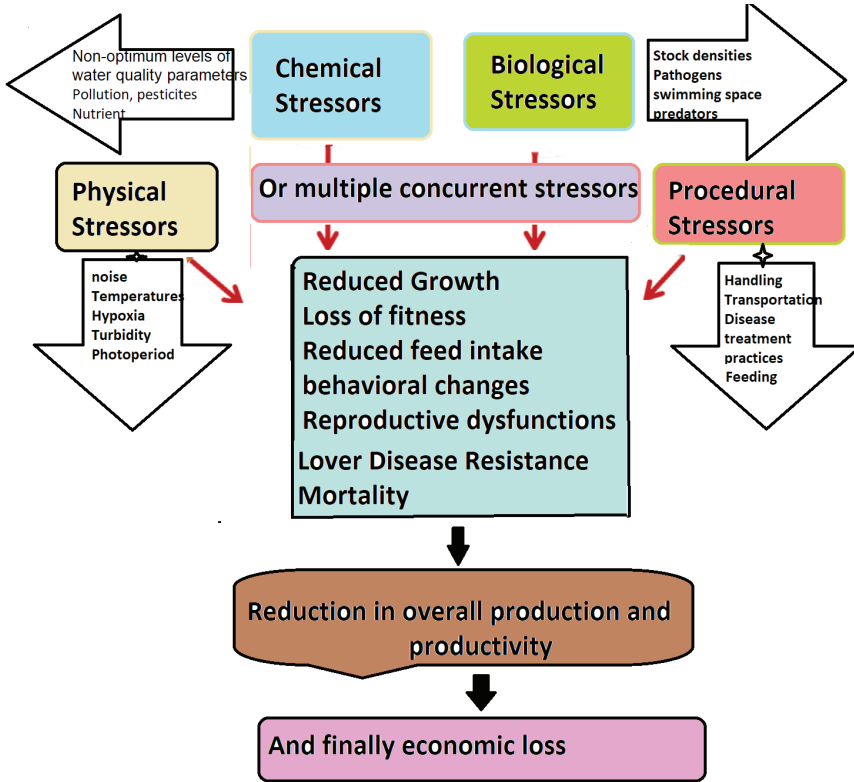 Non-optimum levels of
water quality parameters
Pollution, pesticites
Nutrient
Chemical
Stressors
Biological
Stressors
Stock densities
Pathogens
swimming space
predators
Physical
Stressors
Or multiple concurrent stressors
Procedural
Stressors
noise
Temperatures
Hypoxia
Turbidity
Photoperiod
Reduced Growth
Loss of fitness
Reduced feed intake
behavioral changes
Reproductive dysfunctions
Lover Disease Resistance
Mortality
Handling
Transportation
Disease
treatment
practices
Feeding
Reduction in overall production and
productivity
And finally economic loss